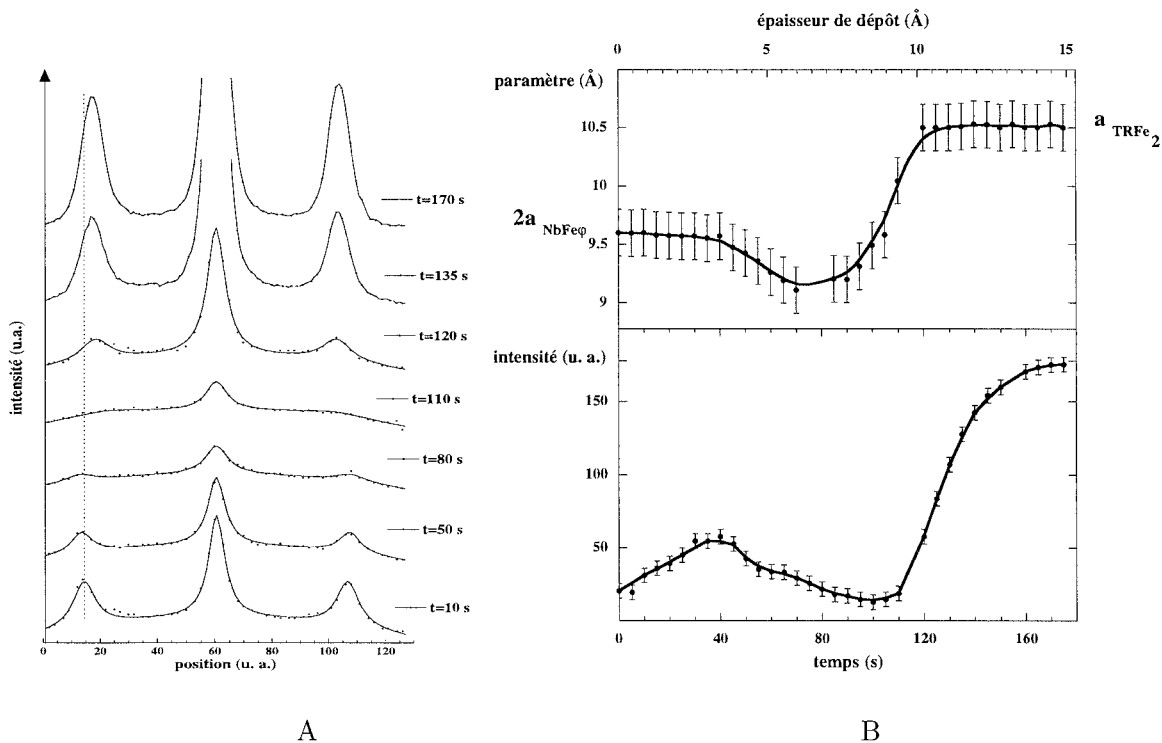 intensité (u.a.)
t=170 s
t=135 s
t=120 s
t=110 s
t=80 s
t=50 s
t=10 s
0 20 40 60 80 100 120
position (u. a.)
A
épaisseur de dépôt (Å)
0 5 10 15
paramètre (Å)
10,5
10
9.5
9
2a NbFeφ
a TRFe2
intensité (u. a.)
150
100
50
0 40 80 120 160
temps (s)
B